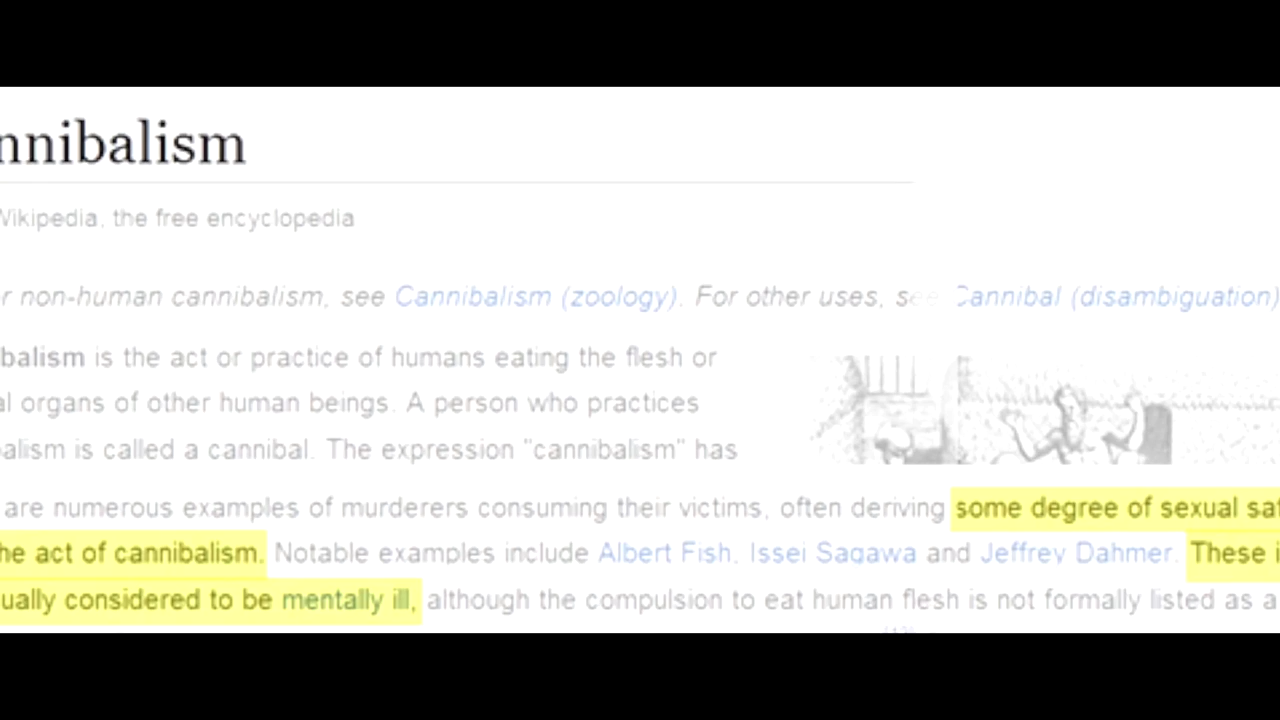 nnibalism
Wikipedia, the free encyclopedia
r non-human cannibalism, see Cannibalism (zoology). For other uses, see Cannibal (disambiguation)
balism is the act or practice of humans eating the flesh or
al organs of other human beings. A person who practices
balism is called a cannibal. The expression "cannibalism" has
are numerous examples of murderers consuming their victims, often deriving some degree of sexual sat
he act of cannibalism. Notable examples include Albert Fish, Issei Sagawa and Jeffrey Dahmer. These i
ually considered to be mentally ill, although the compulsion to eat human flesh is not formally listed as a